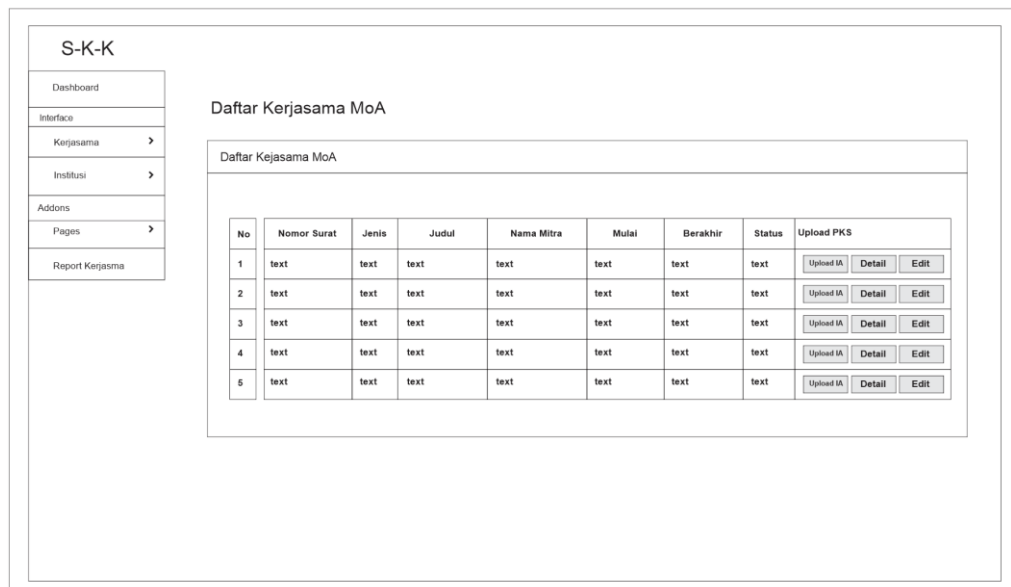 S-K-K
Dashboard
Interface
Kerjasama
Institusi
Addons
Pages
Report Kerjasma
Daftar Kerjasama MoA
Daftar Kejasama MoA
No Nomor Surat Jenis Judul Nama Mitra Mulai Berakhir Status Upload PKS
1 text text text text text text text Upload IA Detail Edit
2 text text text text text text text Upload IA Detail Edit
3 text text text text text text text Upload IA Detail Edit
4 text text text text text text text Upload IA Detail Edit
5 text text text text text text text Upload IA Detail Edit